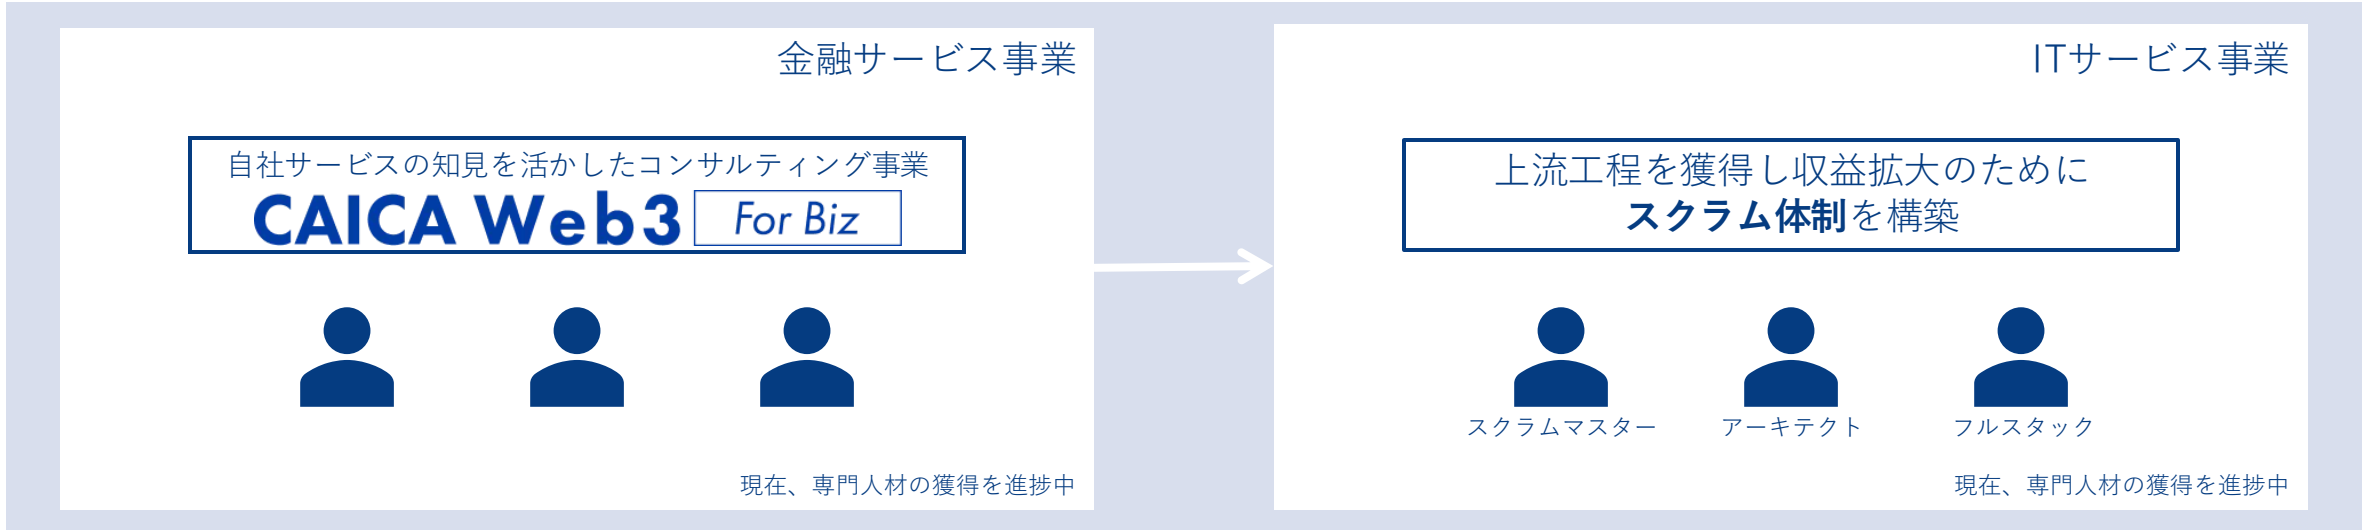 金融サービス事業
自社サービスの知見を活かしたコンサルティング事業
CAICA Web3 For Biz
現在、専門人材の獲得を進捗中
ITサービス事業
上流工程を獲得し収益拡大のために
スクラム体制を構築
スクラムマスター
アーキテクト
フルスタック
現在、専門人材の獲得を進捗中